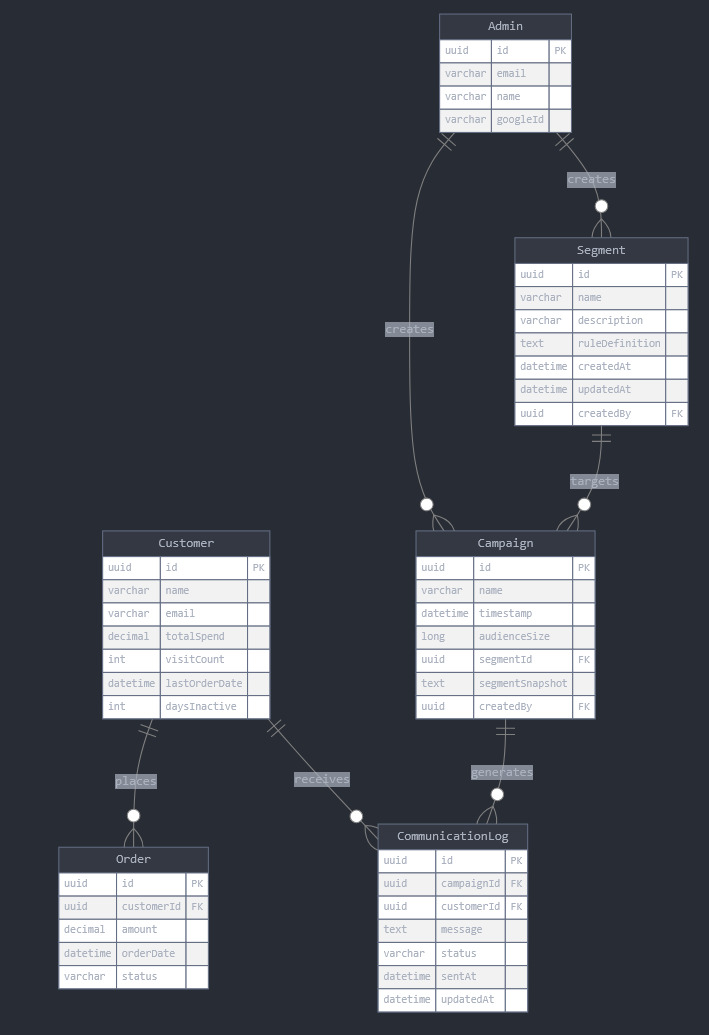 Admin
uuid id PK
varchar email
varchar name
varchar googleId
creates
Segment
uuid id PK
varchar name
varchar description
text ruleDefinition
datetime createdAt
datetime updatedAt
uuid createdBy FK
creates
targets
Customer
uuid id PK
varchar name
varchar email
decimal totalSpend
int visitCount
datetime lastOrderDate
int daysInactive
Campaign
uuid id PK
varchar name
datetime timestamp
long audienceSize
uuid segmentId FK
text segmentSnapshot
uuid createdBy FK
places
receives
generates
Order
uuid id PK
uuid customerId FK
decimal amount
datetime orderDate
varchar status
CommunicationLog
uuid id PK
uuid campaignId FK
uuid customerId FK
text message
varchar status
datetime sentAt
datetime updatedAt